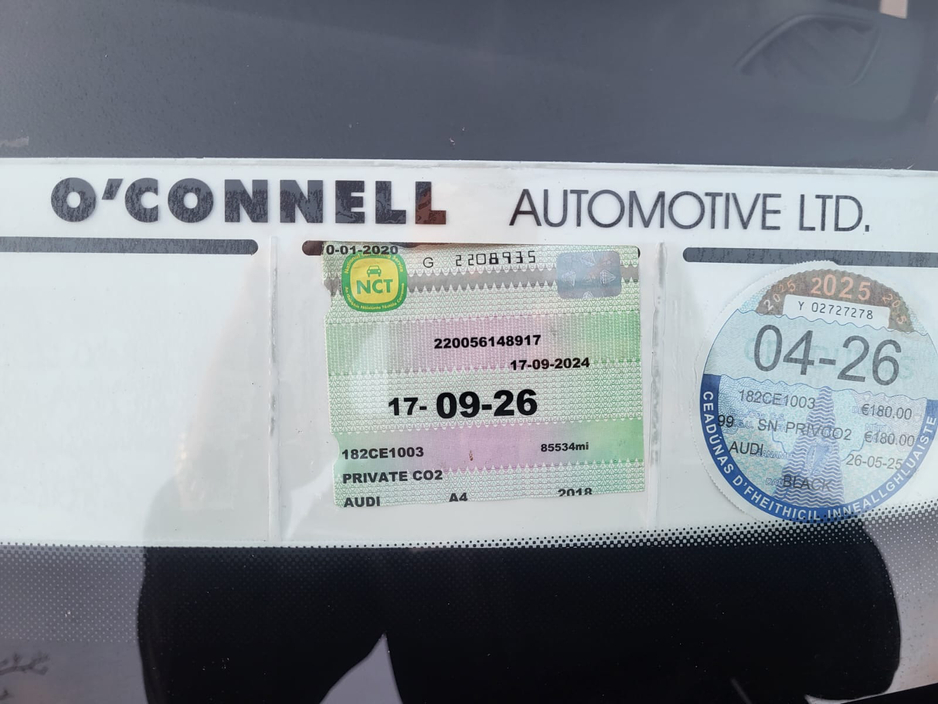 O'CONNELL AUTOMOTIVE LTD.
0-01-2020
G 2208935
NCT
220056148917
17-09-2024
17- 09-26
182CE1003 85534mi
PRIVATE CO2
AUDI A4 2018
2025 2025
Y 02727278
04-26
182CE1003 €180.00
99 SN PRIVCO2 €180.00
AUDI 26-05-25
BLACK
CEADÚNAS D'FHEITHICIL INNEALLGHLUAISTE